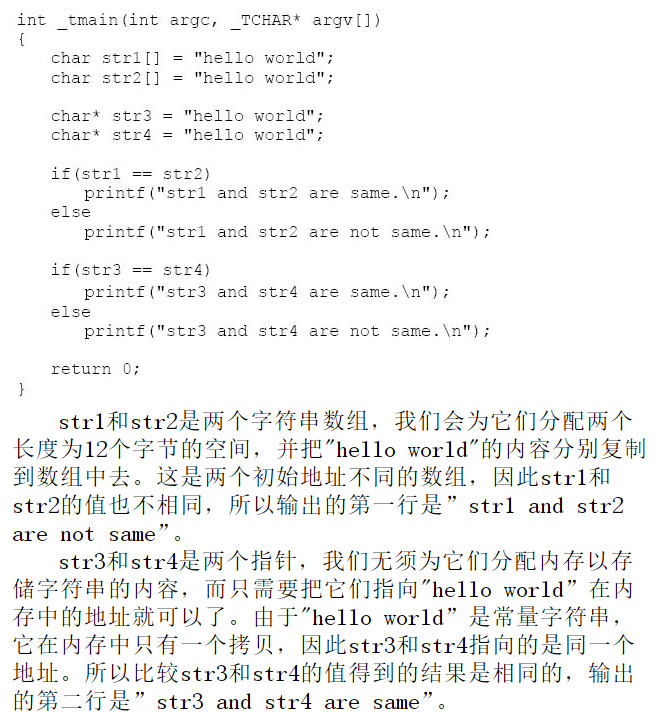 int _tmain(int argc, _TCHAR* argv[])
{
    char str1[] = "hello world";
    char str2[] = "hello world";

    char* str3 = "hello world";
    char* str4 = "hello world";

    if(str1 == str2)
        printf("str1 and str2 are same.\n");
    else
        printf("str1 and str2 are not same.\n");

    if(str3 == str4)
        printf("str3 and str4 are same.\n");
    else
        printf("str3 and str4 are not same.\n");

    return 0;
}
str1和str2是两个字符串数组，我们会为它们分配两个
长度为12个字节的空间，并把"hello world"的内容分别复制
到数组中去。这是两个初始地址不同的数组，因此str1和
str2的值也不相同，所以输出的第一行是”str1 and str2
are not same”。
str3和str4是两个指针，我们无须为它们分配内存以存
储字符串的内容，而只需要把它们指向"hello world”在内
存中的地址就可以了。由于"hello world”是常量字符串，
它在内存中只有一个拷贝，因此str3和str4指向的是同一个
地址。所以比较str3和str4的值得到的结果是相同的，输出
的第二行是”str3 and str4 are same”。